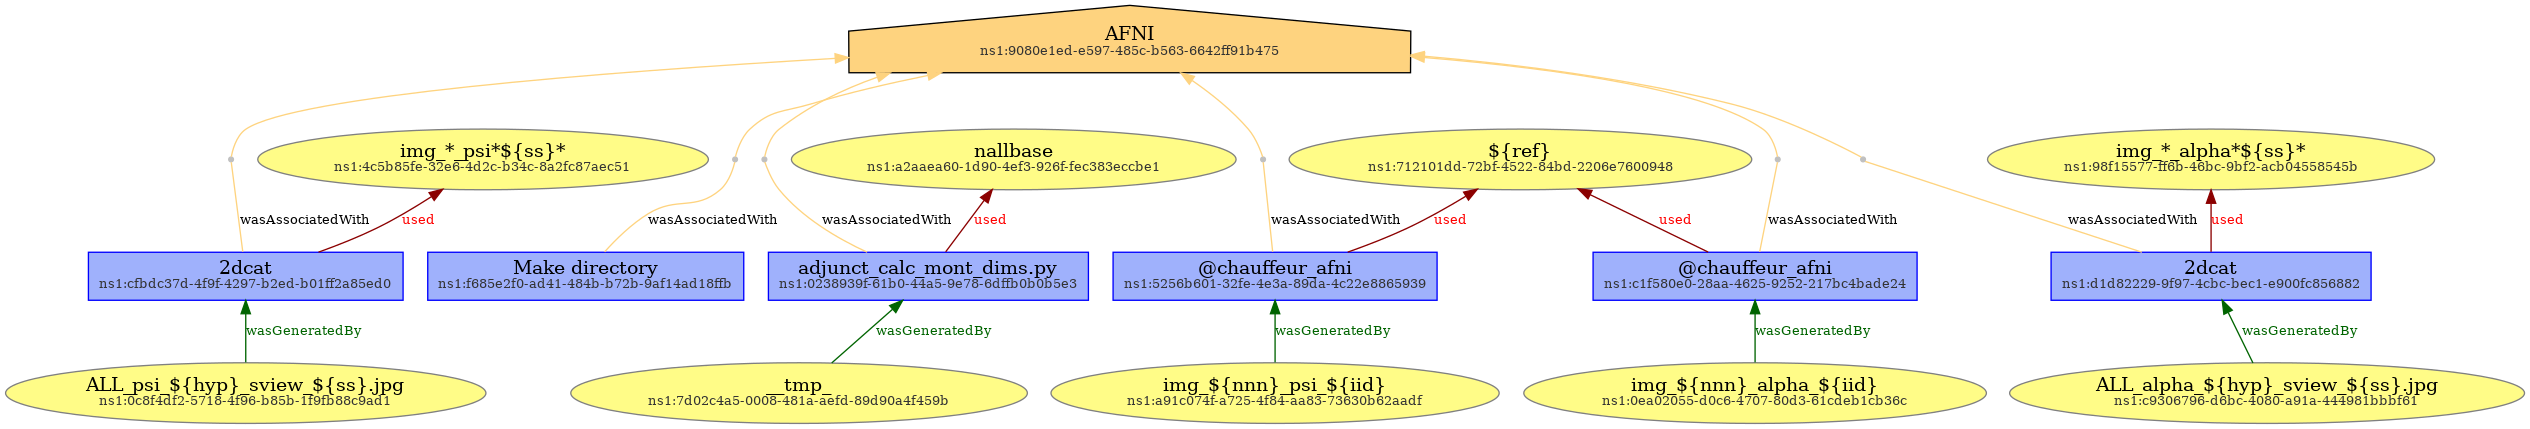 AFNI
ns1:9080e1ed-e597-485c-b563-6642ff91b475
img_*_psi*${ss}*
ns1:4c5b85fe-32e6-4d2c-b34c-8a2fc87aec51
nallbase
ns1:a2aaea60-1d90-4ef3-926f-fec383eccbe1
${ref}
ns1:712101dd-72bf-4522-84bd-2206e7600948
img_*_alpha*${ss}*
ns1:98f15577-ff6b-46bc-9bf2-acb04558545b
wasAssociatedWith
used
wasAssociatedWith
wasAssociatedWith
used
wasAssociatedWith
used
used
wasAssociatedWith
wasAssociatedWith
used
2dcat
ns1:cfbdc37d-4f9f-4297-b2ed-b01ff2a85ed0
Make directory
ns1:f685e2f0-ad41-484b-b72b-9af14ad18ffb
adjunct_calc_mont_dims.py
ns1:0238939f-61b0-44a5-9e78-6dffb0b0b5e3
@chauffeur_afni
ns1:5256b601-32fe-4e3a-89da-4c22e8865939
@chauffeur_afni
ns1:c1f580e0-28aa-4625-9252-217bc4bade24
2dcat
ns1:d1d82229-9f97-4cbc-bec1-e900fc856882
wasGeneratedBy
wasGeneratedBy
wasGeneratedBy
wasGeneratedBy
wasGeneratedBy
ALL_psi_${hyp}_sview_${ss}.jpg
ns1:0c8f4df2-5718-4f96-b85b-1f9fb88c9ad1
__tmp_
ns1:7d02c4a5-0008-481a-aefd-89d90a4f459b
img_${nnn}_psi_${iid}
ns1:a91c074f-a725-4f84-aa83-73630b62aadf
img_${nnn}_alpha_${iid}
ns1:0ea02055-d0c6-4707-80d3-61cdeb1cb36c
ALL_alpha_${hyp}_sview_${ss}.jpg
ns1:c9306796-d6bc-4080-a91a-444981bbbf61